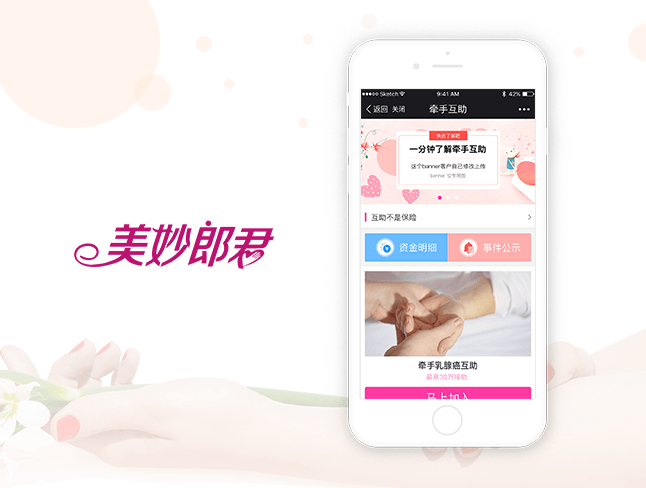 美妙郎君
Sketch
9:41 AM
42%
返回 关闭
牵手互助
快去了解吧
一分钟了解牵手互助
这个banner客户自己修改上传
banner 位专用图
互助不是保险
资金明细
事件公示
牵手乳腺癌互助
最高30万援助
马上加入